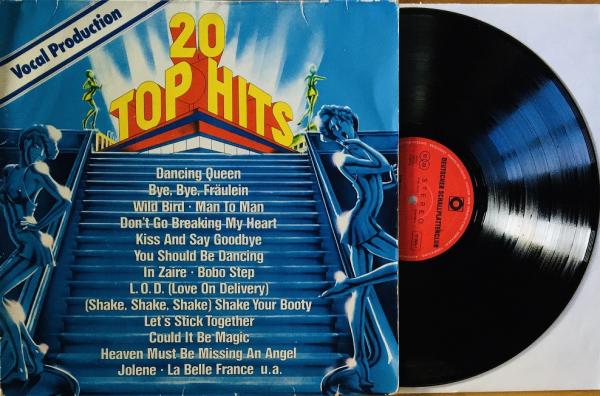 Vocal Production
20
TOP HITS
Dancing Queen
Bye, Bye, Fräulein
Wild Bird · Man To Man
Don't Go Breaking My Heart
Kiss And Say Goodbye
You Should Be Dancing
In Zaire · Bobo Step
L.O.D. (Love On Delivery)
(Shake, Shake, Shake) Shake Your Booty
Let's Stick Together
Could It Be Magic
Heaven Must Be Missing An Angel
Jolene · La Belle France u.a.
DEUTSCHER SCHALLPLATTENCLUB
STEREO